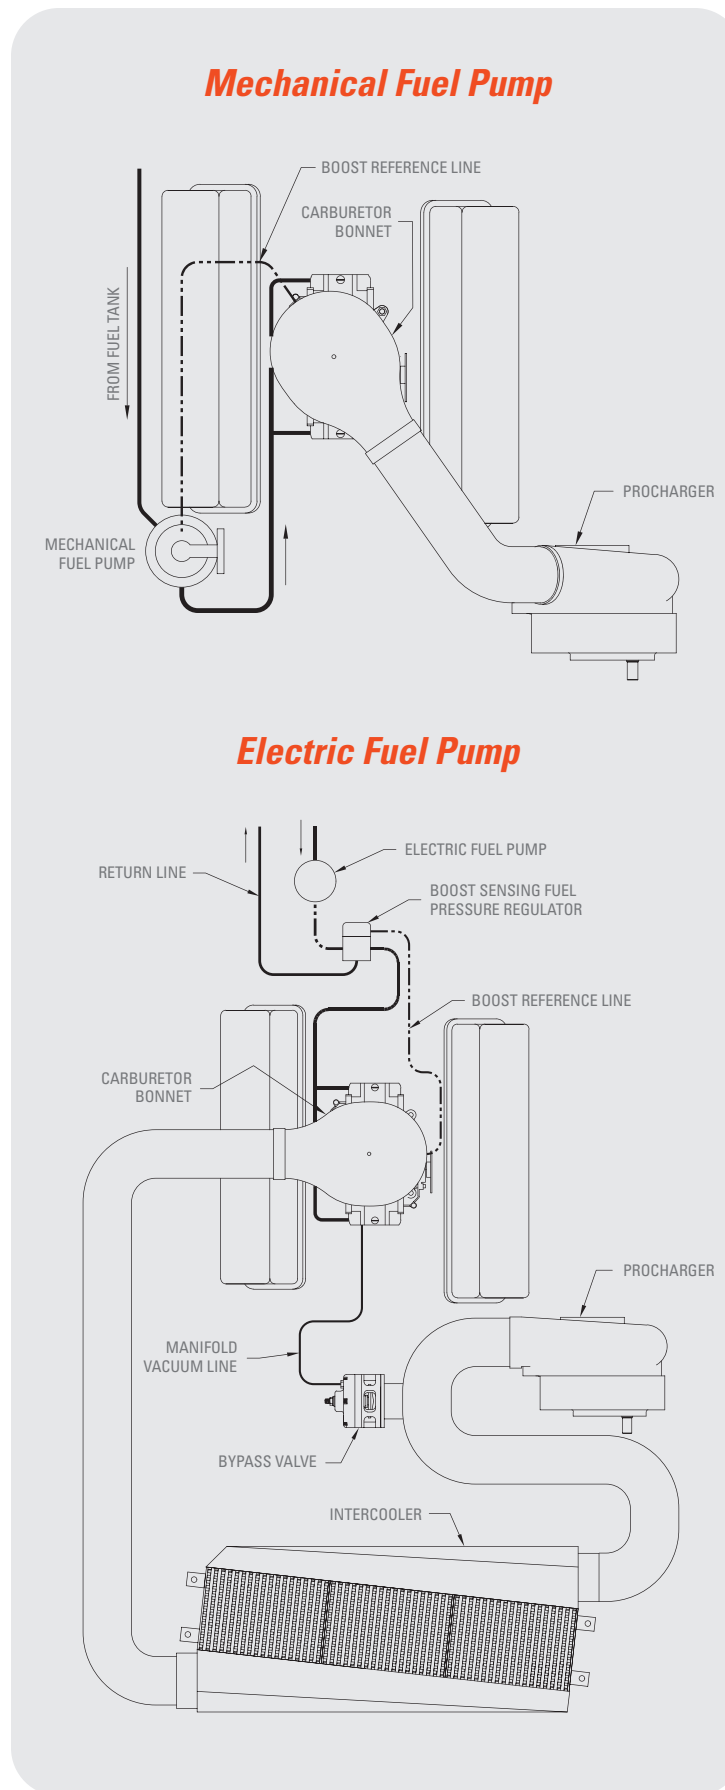 Mechanical Fuel Pump
BOOST REFERENCE LINE
CARBURETOR
BONNET
FROM FUEL TANK
PROCHARGER
MECHANICAL
FUEL PUMP
Electric Fuel Pump
ELECTRIC FUEL PUMP
RETURN LINE
BOOST SENSING FUEL
PRESSURE REGULATOR
BOOST REFERENCE LINE
CARBURETOR
BONNET
PROCHARGER
MANIFOLD
VACUUM LINE
BYPASS VALVE
INTERCOOLER